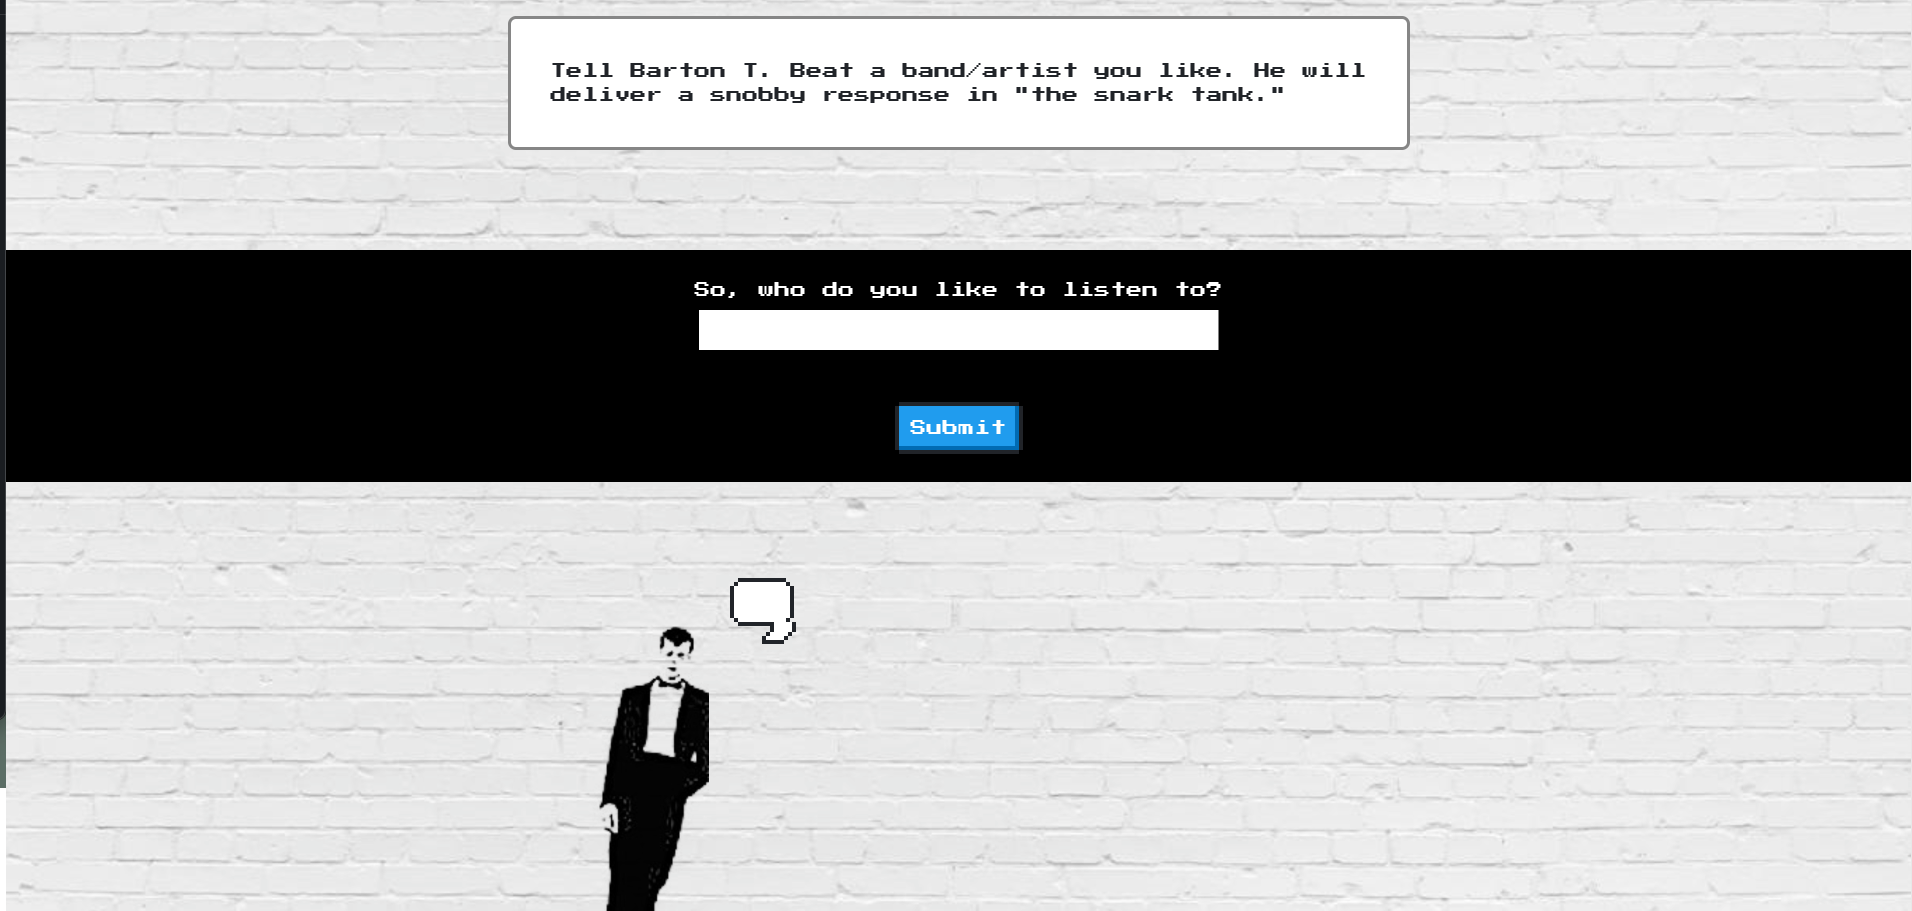 Tell Barton T. Beat a band/artist you like. He will
deliver a snobby response in "the snark tank."
So, who do you like to listen to?
Submit